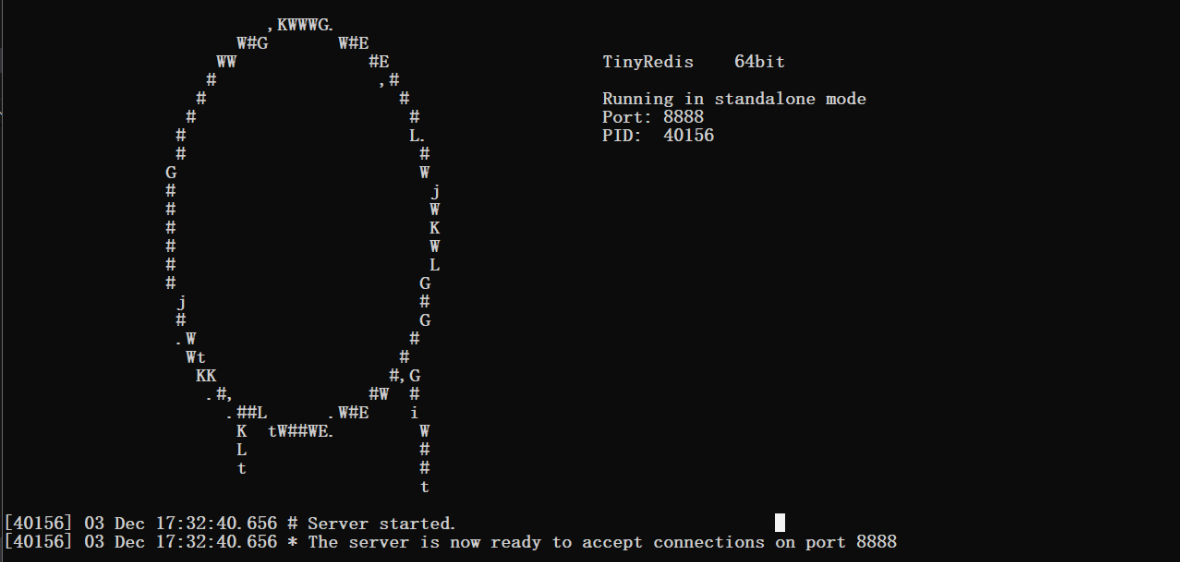 ,KWWWG.
W#G W#E
WW #E TinyRedis 64bit
# ,#
# # Running in standalone mode
# # Port: 8888
# L. PID: 40156
# #
G W
# j
# W
# K
# W
# L
# G
j #
# G
.W #
Wt #
KK #,G
.#, #W #
.##L .W#E i
K tW##WE. W
L #
t #
t
[40156] 03 Dec 17:32:40.656 # Server started.
[40156] 03 Dec 17:32:40.656 * The server is now ready to accept connections on port 8888